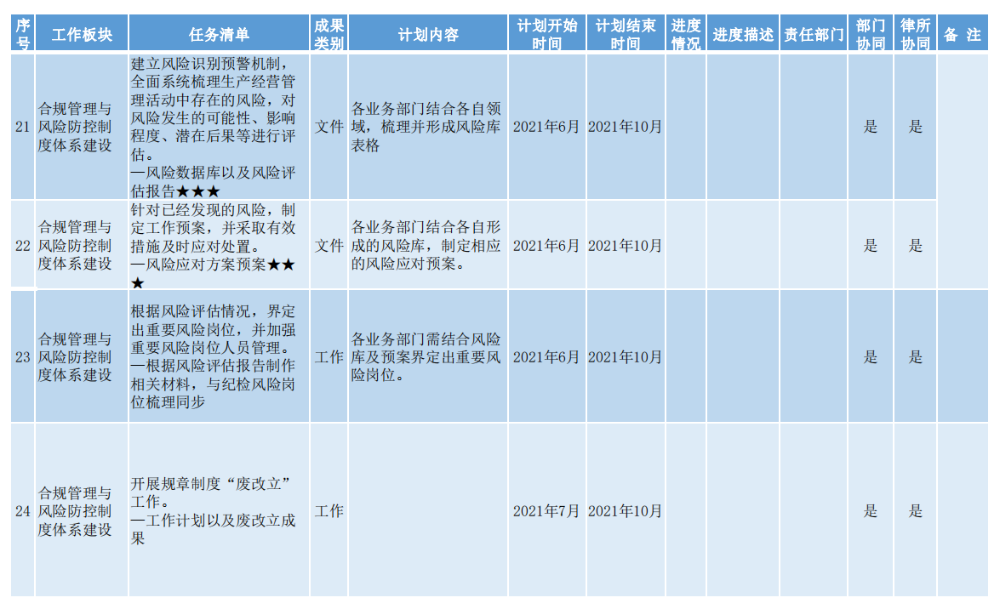 序号 工作板块 任务清单 成果类别 计划内容 计划开始时间 计划结束时间 进度情况 进度描述 责任部门 部门协同 律所协同 备 注
21
合规管理与
风险防控制
度体系建设
建立风险识别预警机制，
全面系统梳理生产经营管
理活动中存在的风险，对
风险发生的可能性、影响
程度、潜在后果等进行评
估。
—风险数据库以及风险评
估报告★★★
文件
各业务部门结合各自领
域，梳理并形成风险库
表格
2021年6月
2021年10月
是
是
22
合规管理与
风险防控制
度体系建设
针对已经发现的风险，制
定工作预案，并采取有效
措施及时应对处置。
—风险应对方案预案★★
★
文件
各业务部门结合各自形
成的风险库，制定相应
的风险应对预案。
2021年6月
2021年10月
是
是
23
合规管理与
风险防控制
度体系建设
根据风险评估情况，界定
出重要风险岗位，并加强
重要风险岗位人员管理。
—根据风险评估报告制作
相关材料，与纪检风险岗
位梳理同步
工作
各业务部门需结合风险
库及预案界定出重要风
险岗位。
2021年6月
2021年10月
是
是
24
合规管理与
风险防控制
度体系建设
开展规章制度“废改立”
工作。
—工作计划以及废改立成
果
工作
2021年7月
2021年10月
是
是